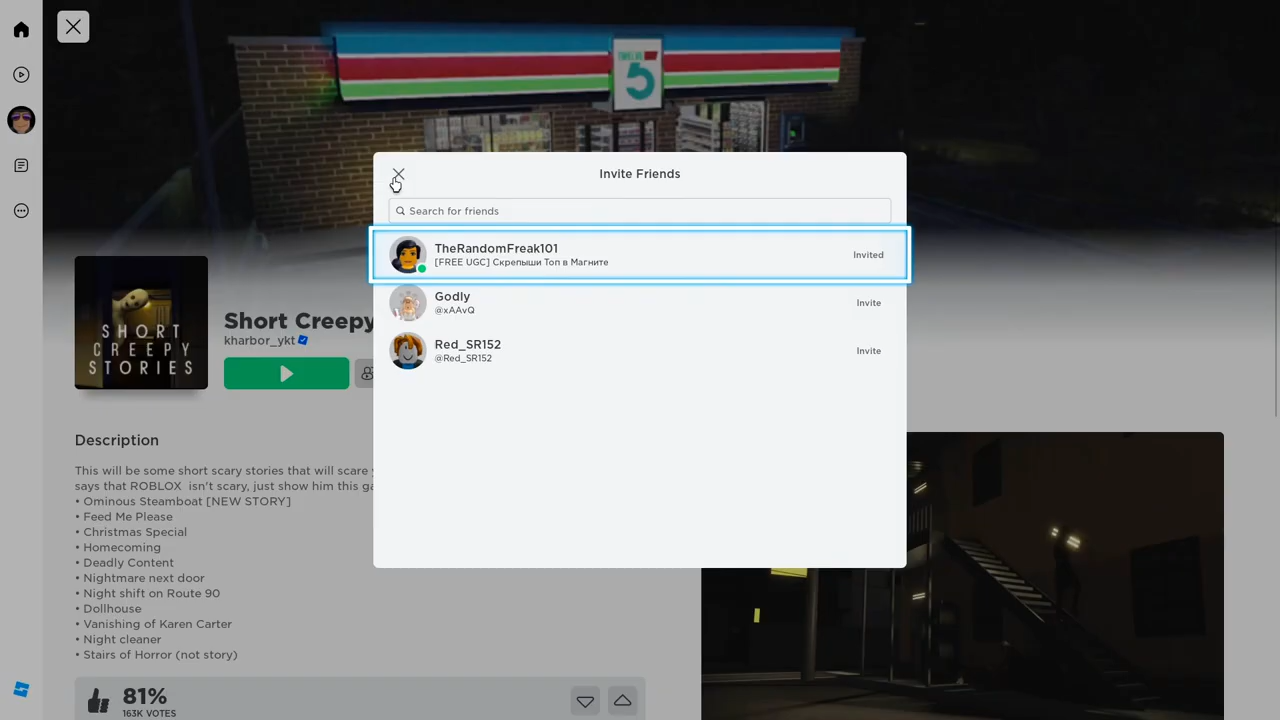 TWELVE
5
Invite Friends
Search for friends
TheRandomFreak101
[FREE UGC] Скрепыши Топ в Магните
Invited
Godly
@xAAvQ
Invite
Red_SR152
@Red_SR152
Invite
SHORT
CREEPY
STORIES
Short Creepy
kharbor_ykt
Description
This will be some short scary stories that will scare
says that ROBLOX isn't scary, just show him this ga
• Ominous Steamboat [NEW STORY]
• Feed Me Please
• Christmas Special
• Homecoming
• Deadly Content
• Nightmare next door
• Night shift on Route 90
• Dollhouse
• Vanishing of Karen Carter
• Night cleaner
• Stairs of Horror (not story)
81%
163K VOTES